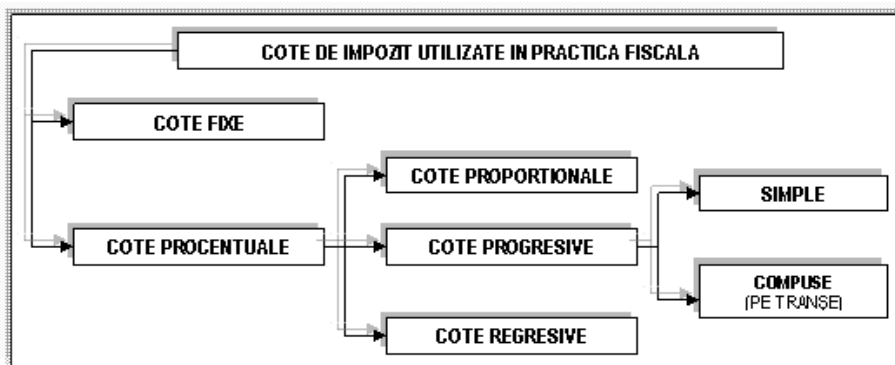 COTE DE IMPOZIT UTILIZATE IN PRACTICA FISCALA
COTE FIXE
COTE PROPORTIONALE
SIMPLE
COTE PROCENTUALE
COTE PROGRESIVE
COMPUSE
(PE TRANSE)
COTE REGRESIVE